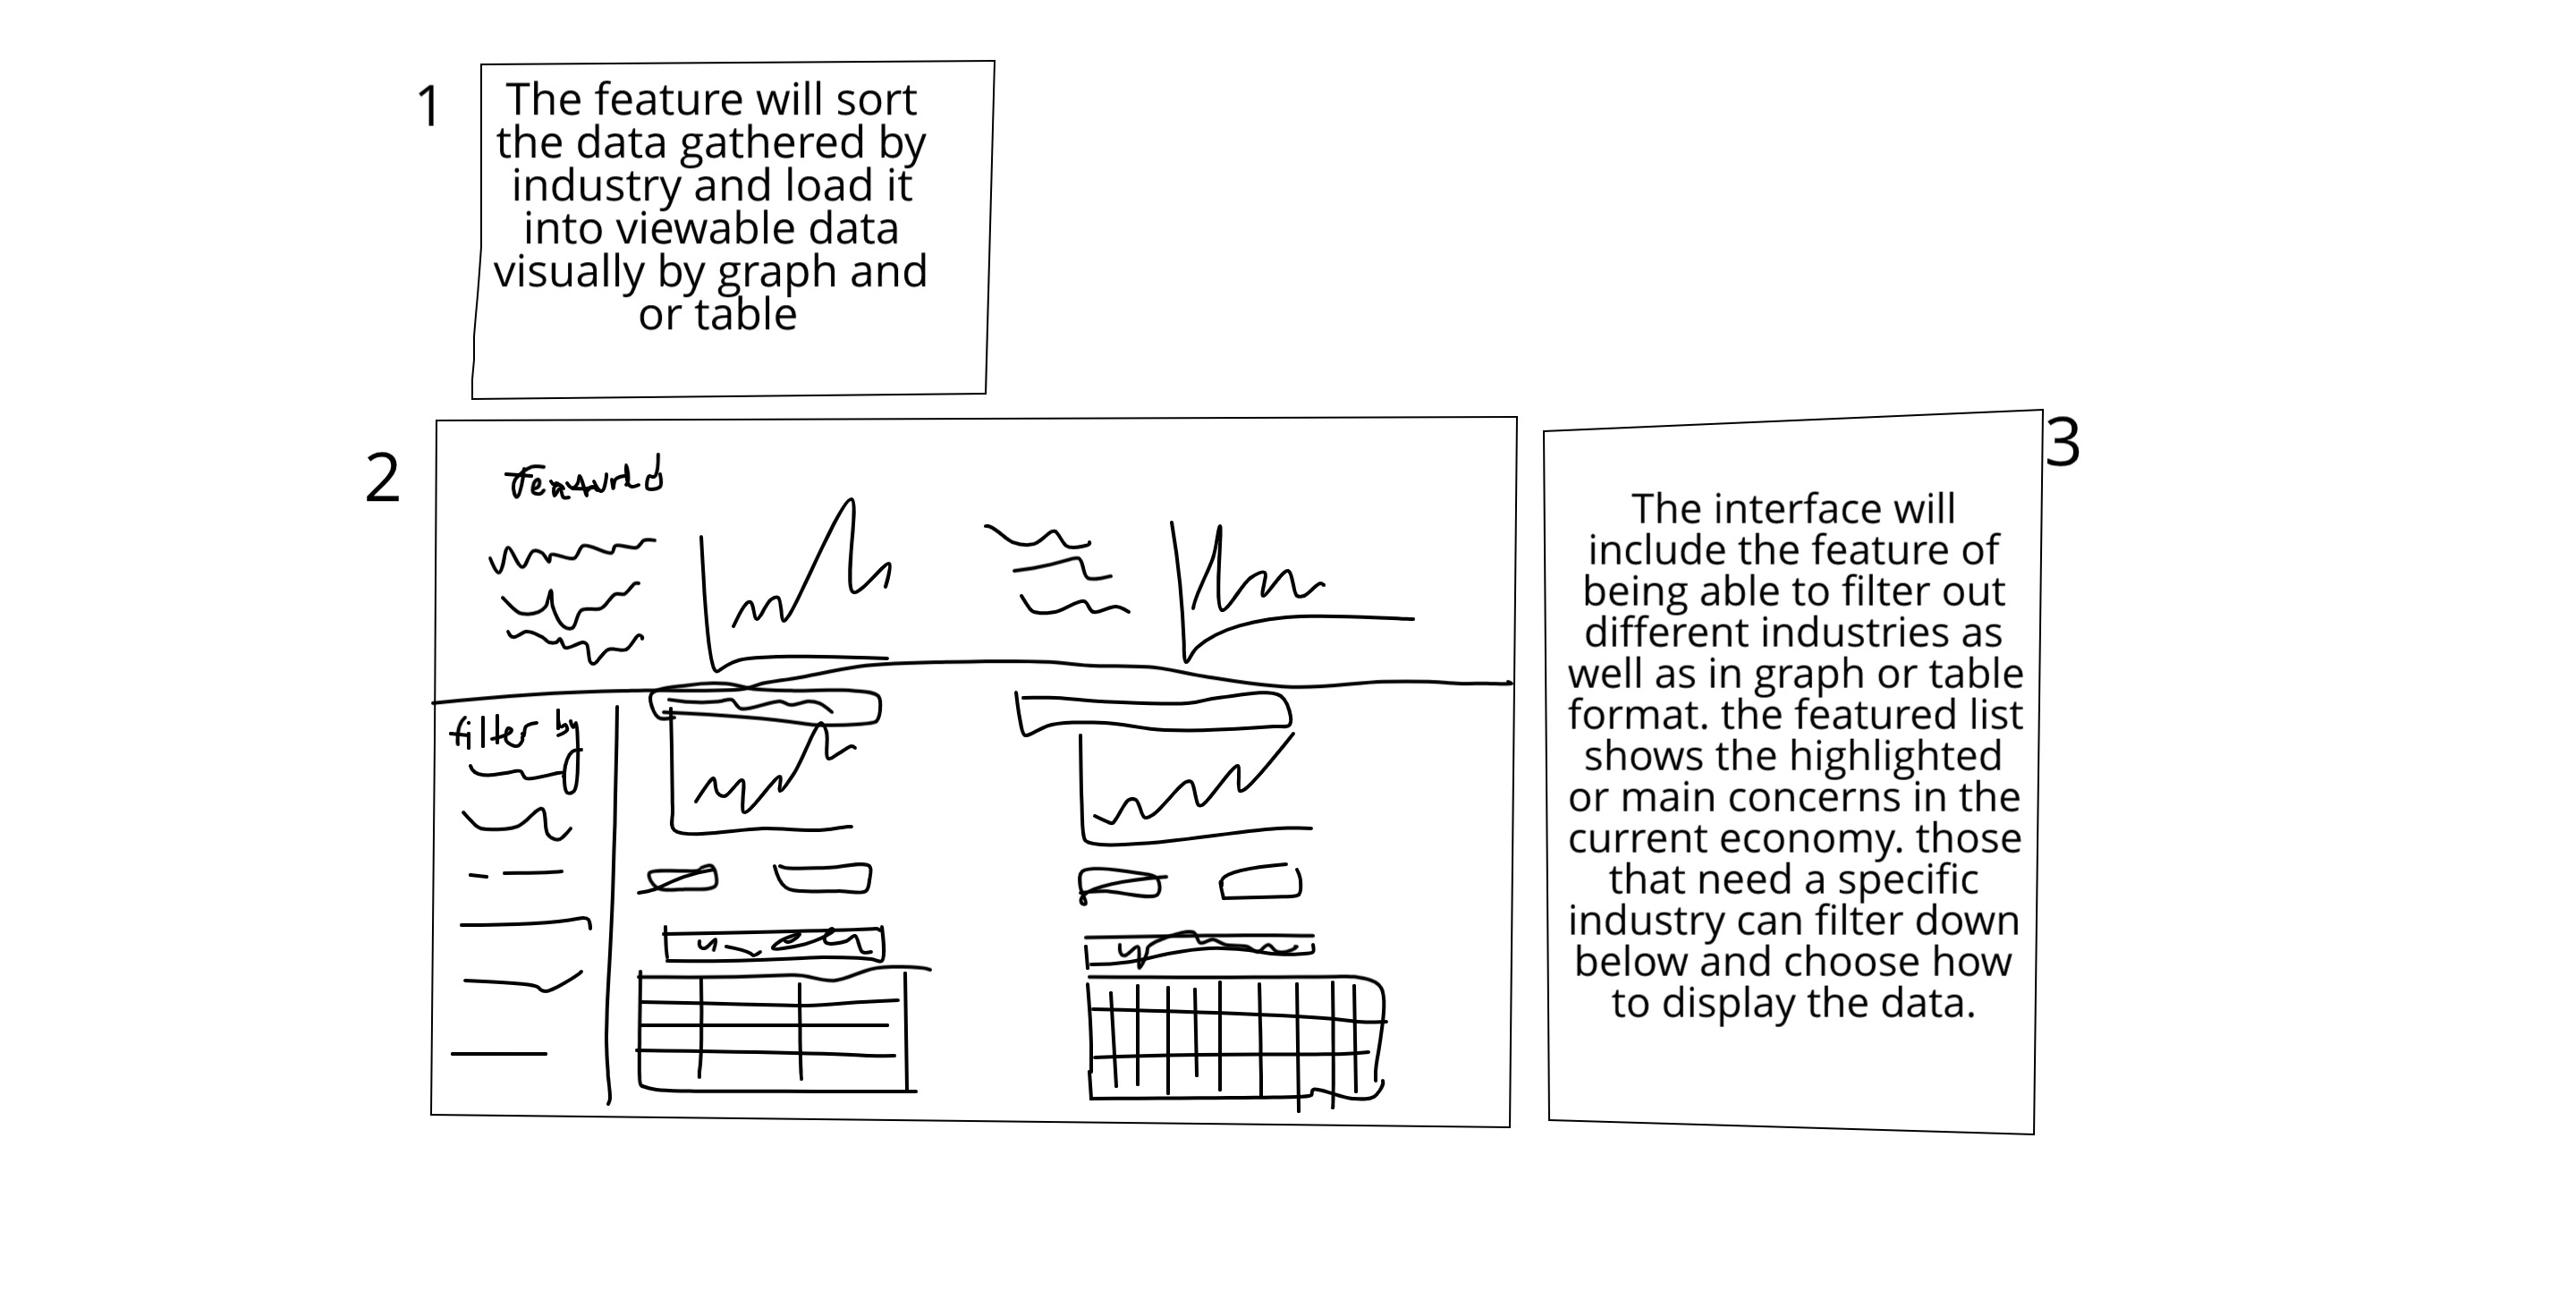 1
The feature will sort
the data gathered by
industry and load it
into viewable data
visually by graph and
or table
2
Featured
filter by
3
The interface will
include the feature of
being able to filter out
different industries as
well as in graph or table
format. the featured list
shows the highlighted
or main concerns in the
current economy. those
that need a specific
industry can filter down
below and choose how
to display the data.